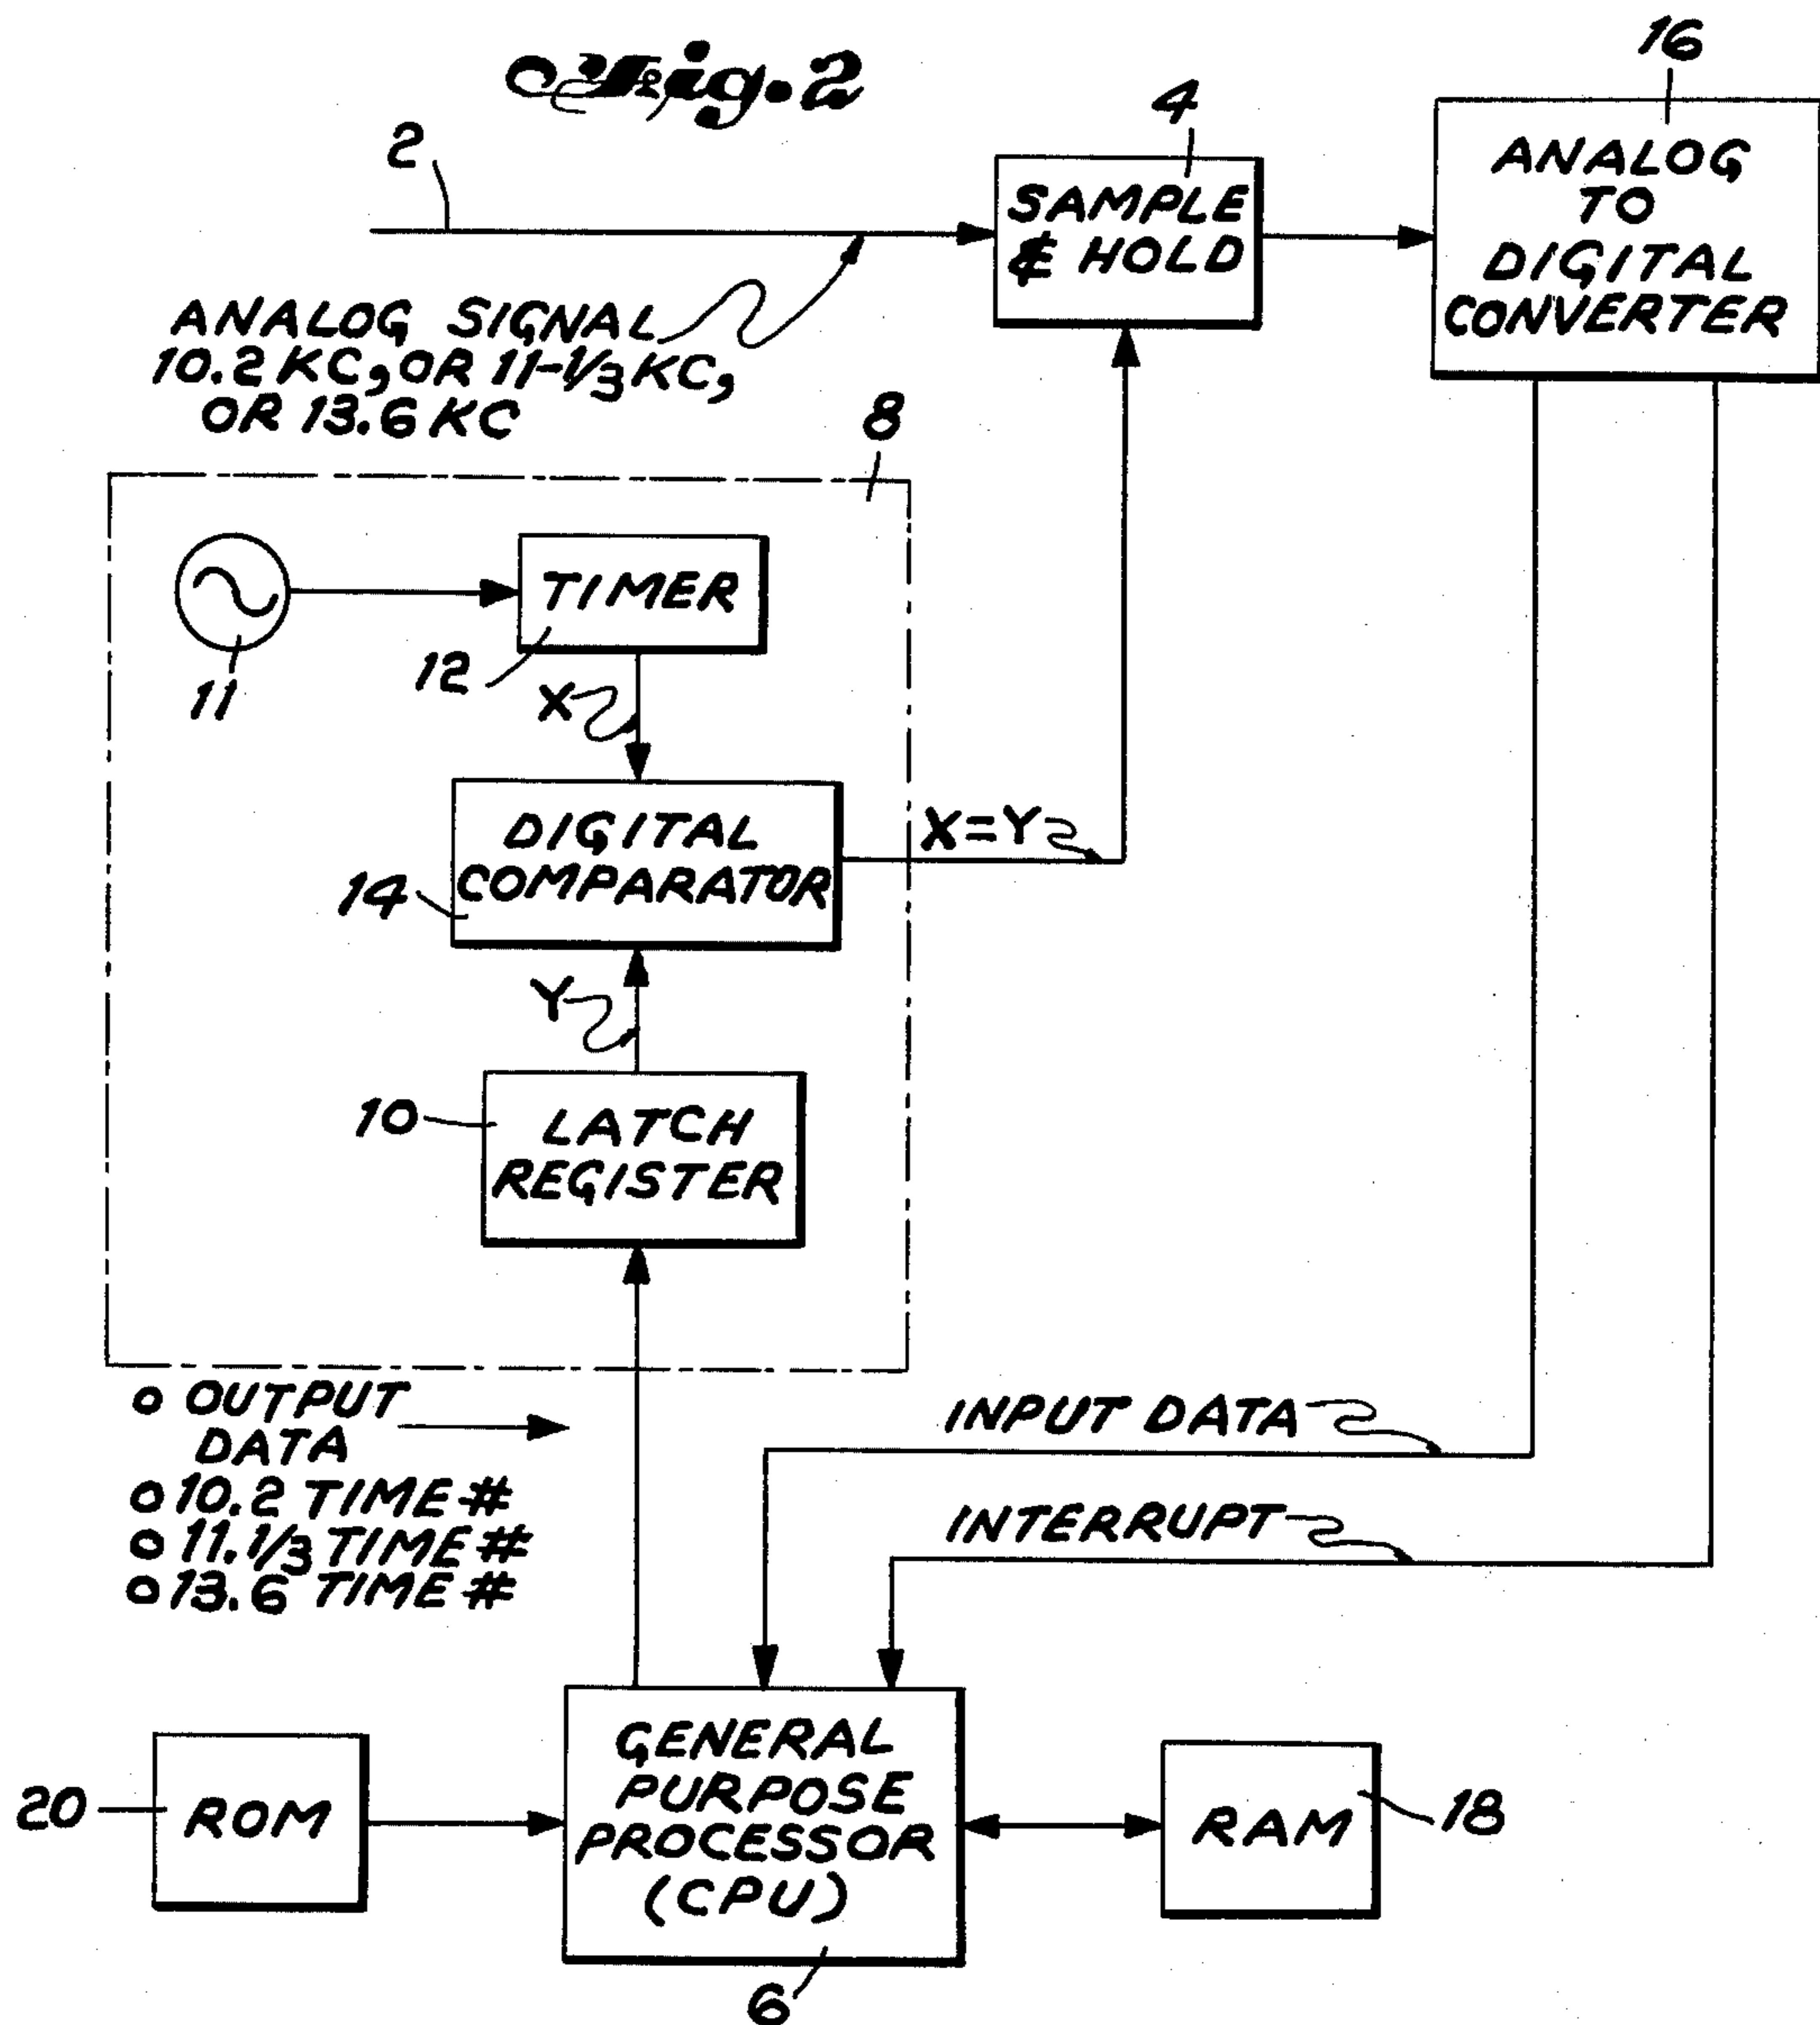 Fig. 2
16
4
2
SAMPLE
& HOLD
ANALOG
TO
DIGITAL
CONVERTER
ANALOG SIGNAL
10.2 KC, OR 11-1/3 KC,
OR 13.6 KC
8
TIMER
11
12
X
DIGITAL
COMPARATOR
14
X=Y
Y
10
LATCH
REGISTER
o OUTPUT
DATA
o 10.2 TIME #
o 11.1/3 TIME #
o 13.6 TIME #
INPUT DATA
INTERRUPT
20
ROM
GENERAL
PURPOSE
PROCESSOR
(CPU)
RAM
18
6